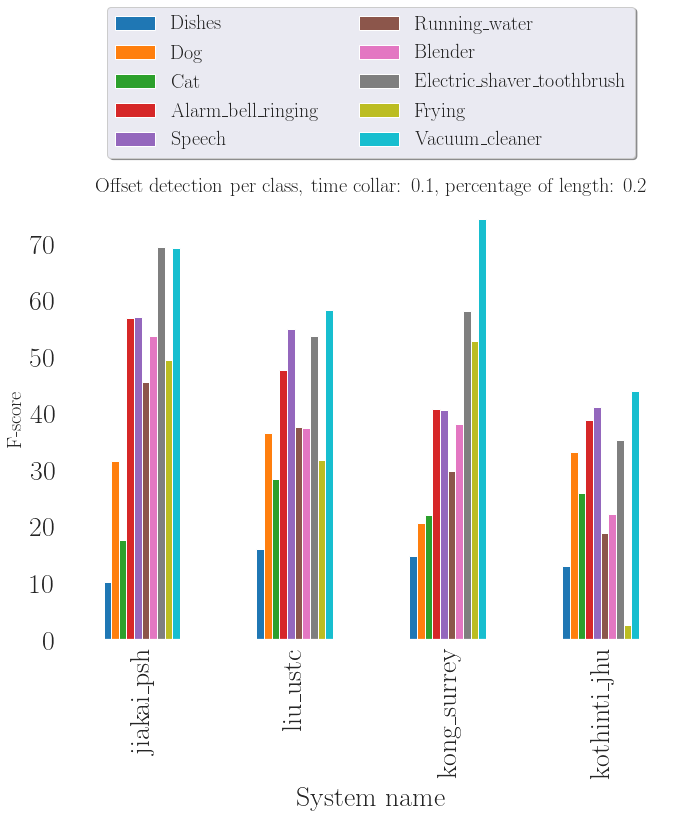 Dishes
Dog
Cat
Alarm_bell_ringing
Speech
Running_water
Blender
Electric_shaver_toothbrush
Frying
Vacuum_cleaner
Offset detection per class, time collar: 0.1, percentage of length: 0.2
70
60
50
40
30
20
10
0
F-score
jiakai_psh
liu_ustc
kong_surrey
kothinti_jhu
System name